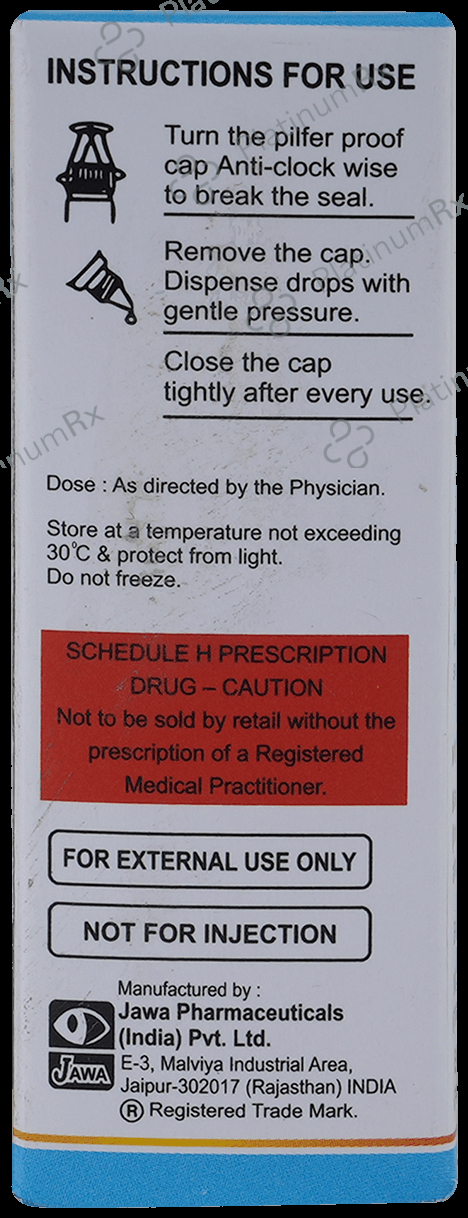 INSTRUCTIONS FOR USE
Turn the pilfer proof
cap Anti-clock wise
to break the seal.
Remove the cap.
Dispense drops with
gentle pressure.
Close the cap
tightly after every use.
Dose : As directed by the Physician.
Store at a temperature not exceeding
30°C & protect from light.
Do not freeze.
SCHEDULE H PRESCRIPTION
DRUG – CAUTION
Not to be sold by retail without the
prescription of a Registered
Medical Practitioner.
FOR EXTERNAL USE ONLY
NOT FOR INJECTION
Manufactured by :
Jawa Pharmaceuticals
(India) Pvt. Ltd.
JAWA
E-3, Malviya Industrial Area,
Jaipur-302017 (Rajasthan) INDIA
® Registered Trade Mark.
PlatinumRx
PlatinumRx
inumRx